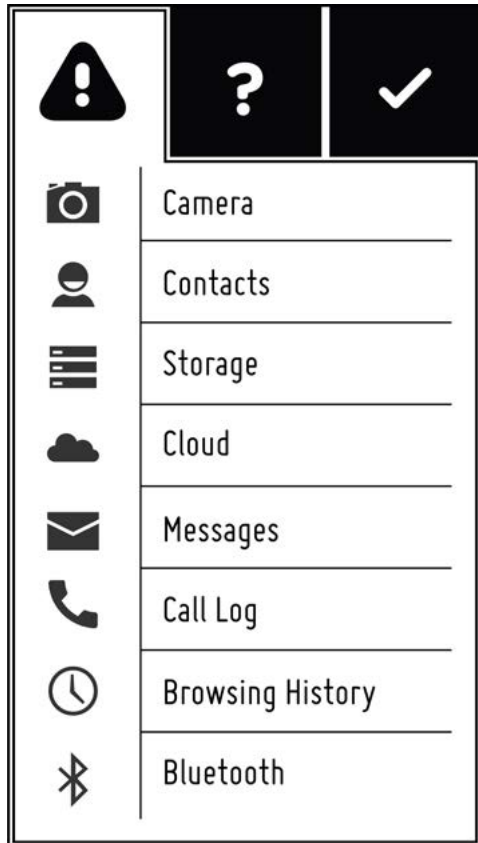 ?
Camera
Contacts
Storage
Cloud
Messages
Call Log
Browsing History
Bluetooth